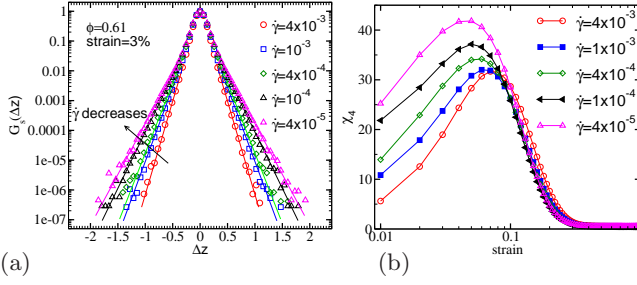 ϕ=0.61
strain=3%
γ̇=4x10⁻³
γ̇=10⁻³
γ̇=4x10⁻⁴
γ̇=10⁻⁴
γ̇=4x10⁻⁵
γ̇ decreases
1
0.1
0.01
0.001
0.0001
1e-05
1e-06
1e-07
Gₛ(Δz)
-2 -1.5 -1 -0.5 0 0.5 1 1.5 2
Δz
(a)
γ̇=4x10⁻³
γ̇=1x10⁻³
γ̇=4x10⁻⁴
γ̇=1x10⁻⁴
γ̇=4x10⁻⁵
40
30
20
10
0
χ₄
0.01 0.1
strain
(b)